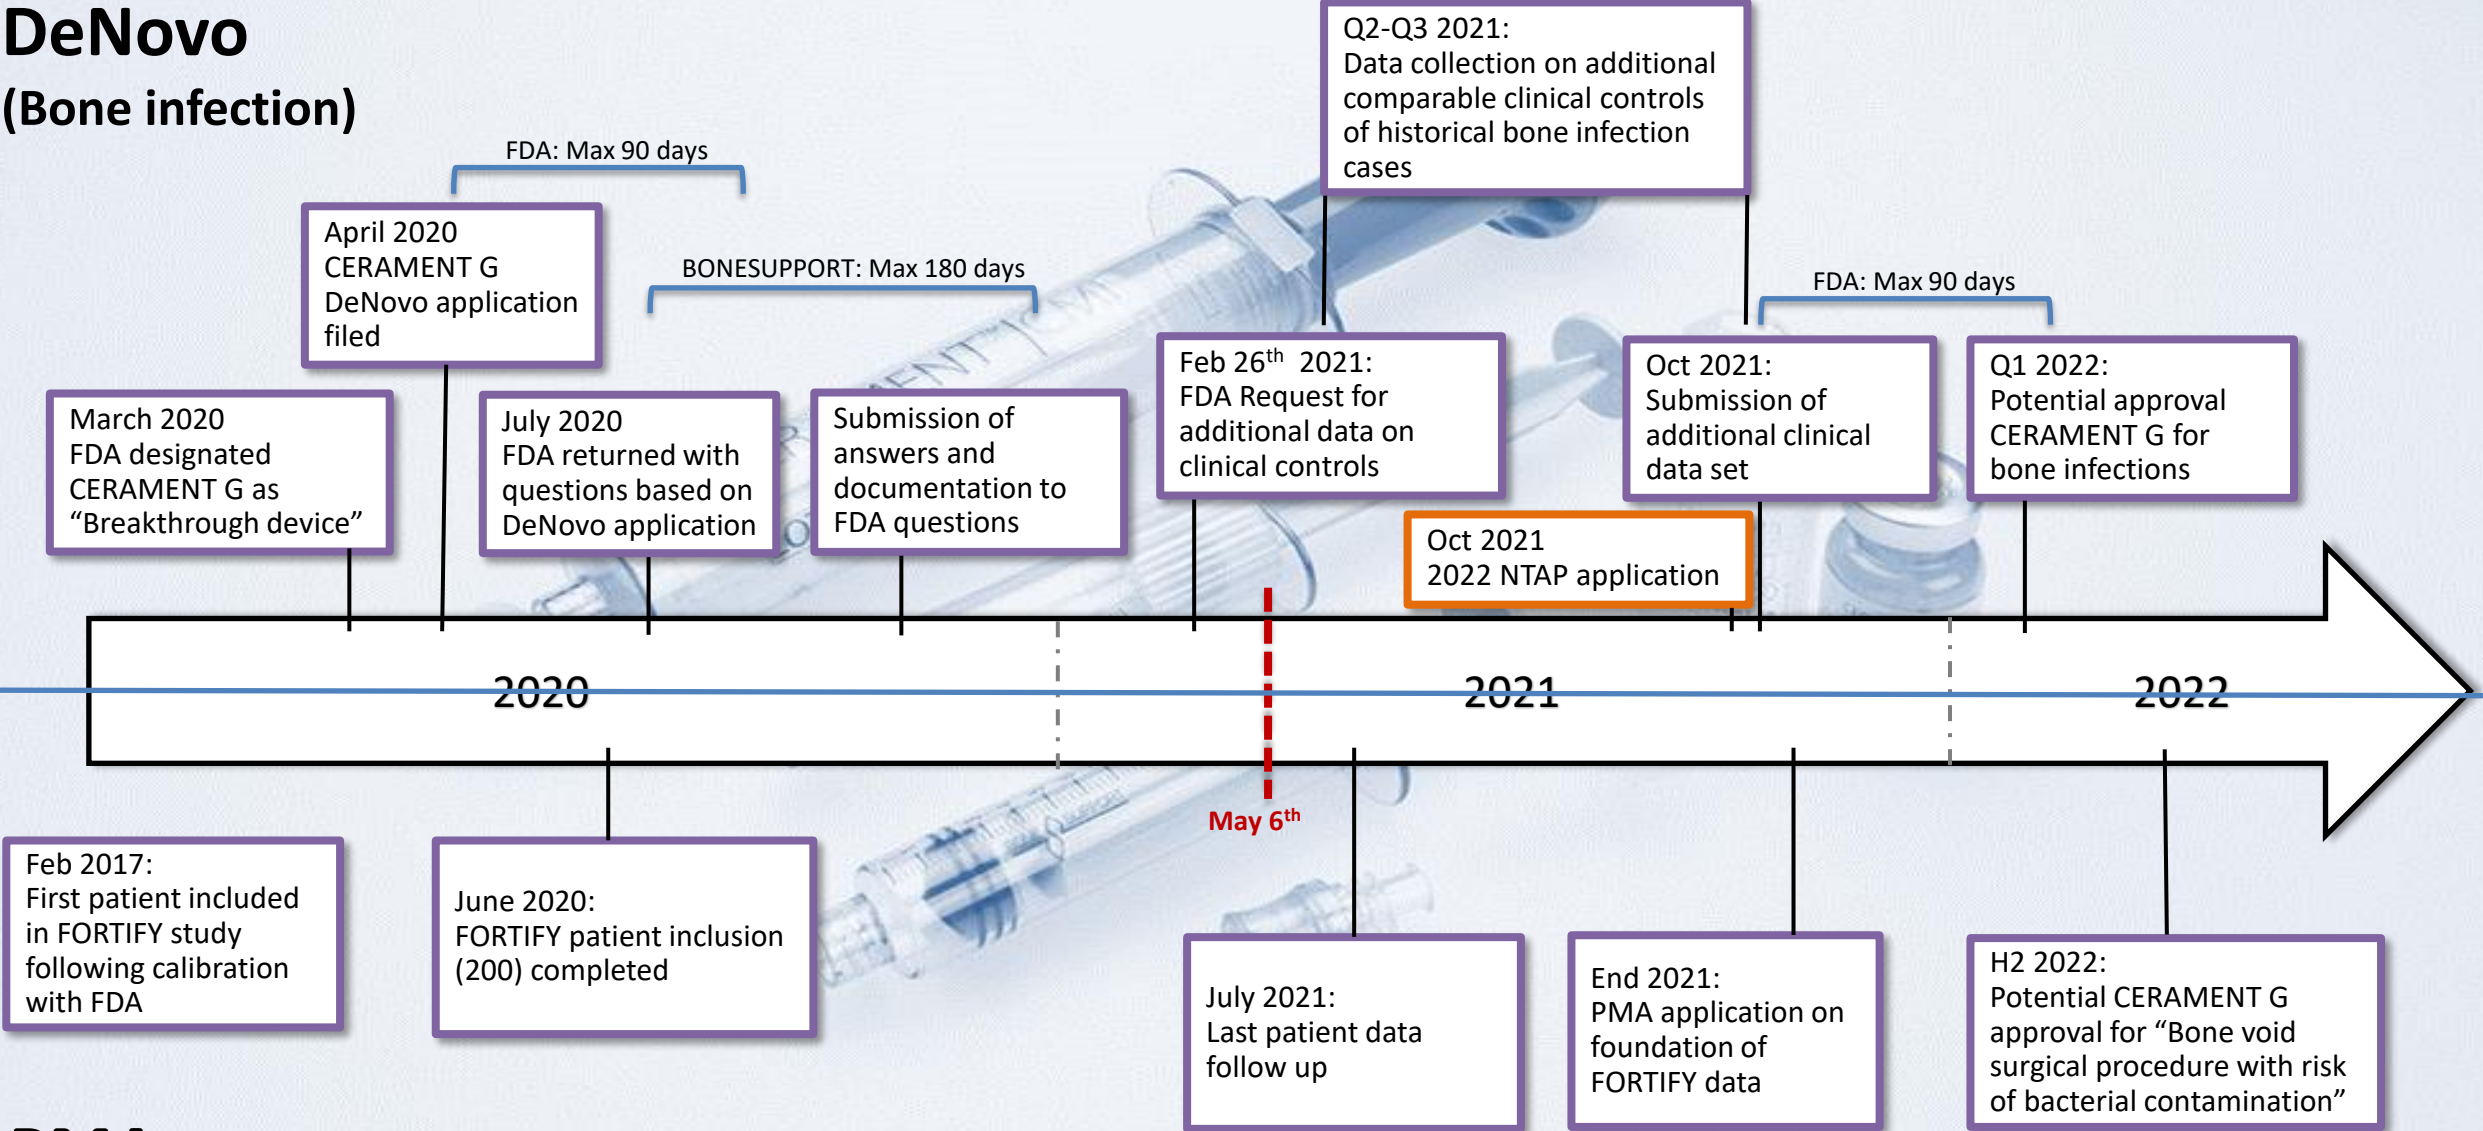 DeNovo
(Bone infection)
Q2-Q3 2021:
Data collection on additional
comparable clinical controls
of historical bone infection
cases
FDA: Max 90 days
April 2020
CERAMENT G
DeNovo application
filed
BONESUPPORT: Max 180 days
FDA: Max 90 days
March 2020
FDA designated
CERAMENT G as
“Breakthrough device”
July 2020
FDA returned with
questions based on
DeNovo application
Submission of
answers and
documentation to
FDA questions
Feb 26th 2021:
FDA Request for
additional data on
clinical controls
Oct 2021:
Submission of
additional clinical
data set
Q1 2022:
Potential approval
CERAMENT G for
bone infections
Oct 2021
2022 NTAP application
2020
2021
2022
May 6th
Feb 2017:
First patient included
in FORTIFY study
following calibration
with FDA
June 2020:
FORTIFY patient inclusion
(200) completed
July 2021:
Last patient data
follow up
End 2021:
PMA application on
foundation of
FORTIFY data
H2 2022:
Potential CERAMENT G
approval for “Bone void
surgical procedure with risk
of bacterial contamination”